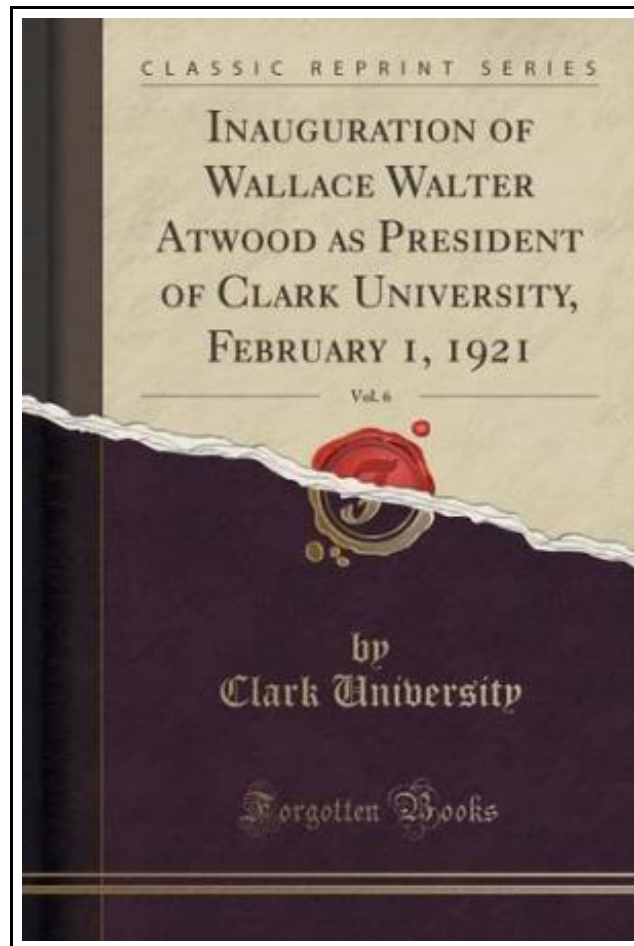 CLASSIC REPRINT SERIES
INAUGURATION OF
WALLACE WALTER
ATWOOD AS PRESIDENT
OF CLARK UNIVERSITY,
FEBRUARY 1, 1921
Vol. 6
by
Clark University
Forgotten Books